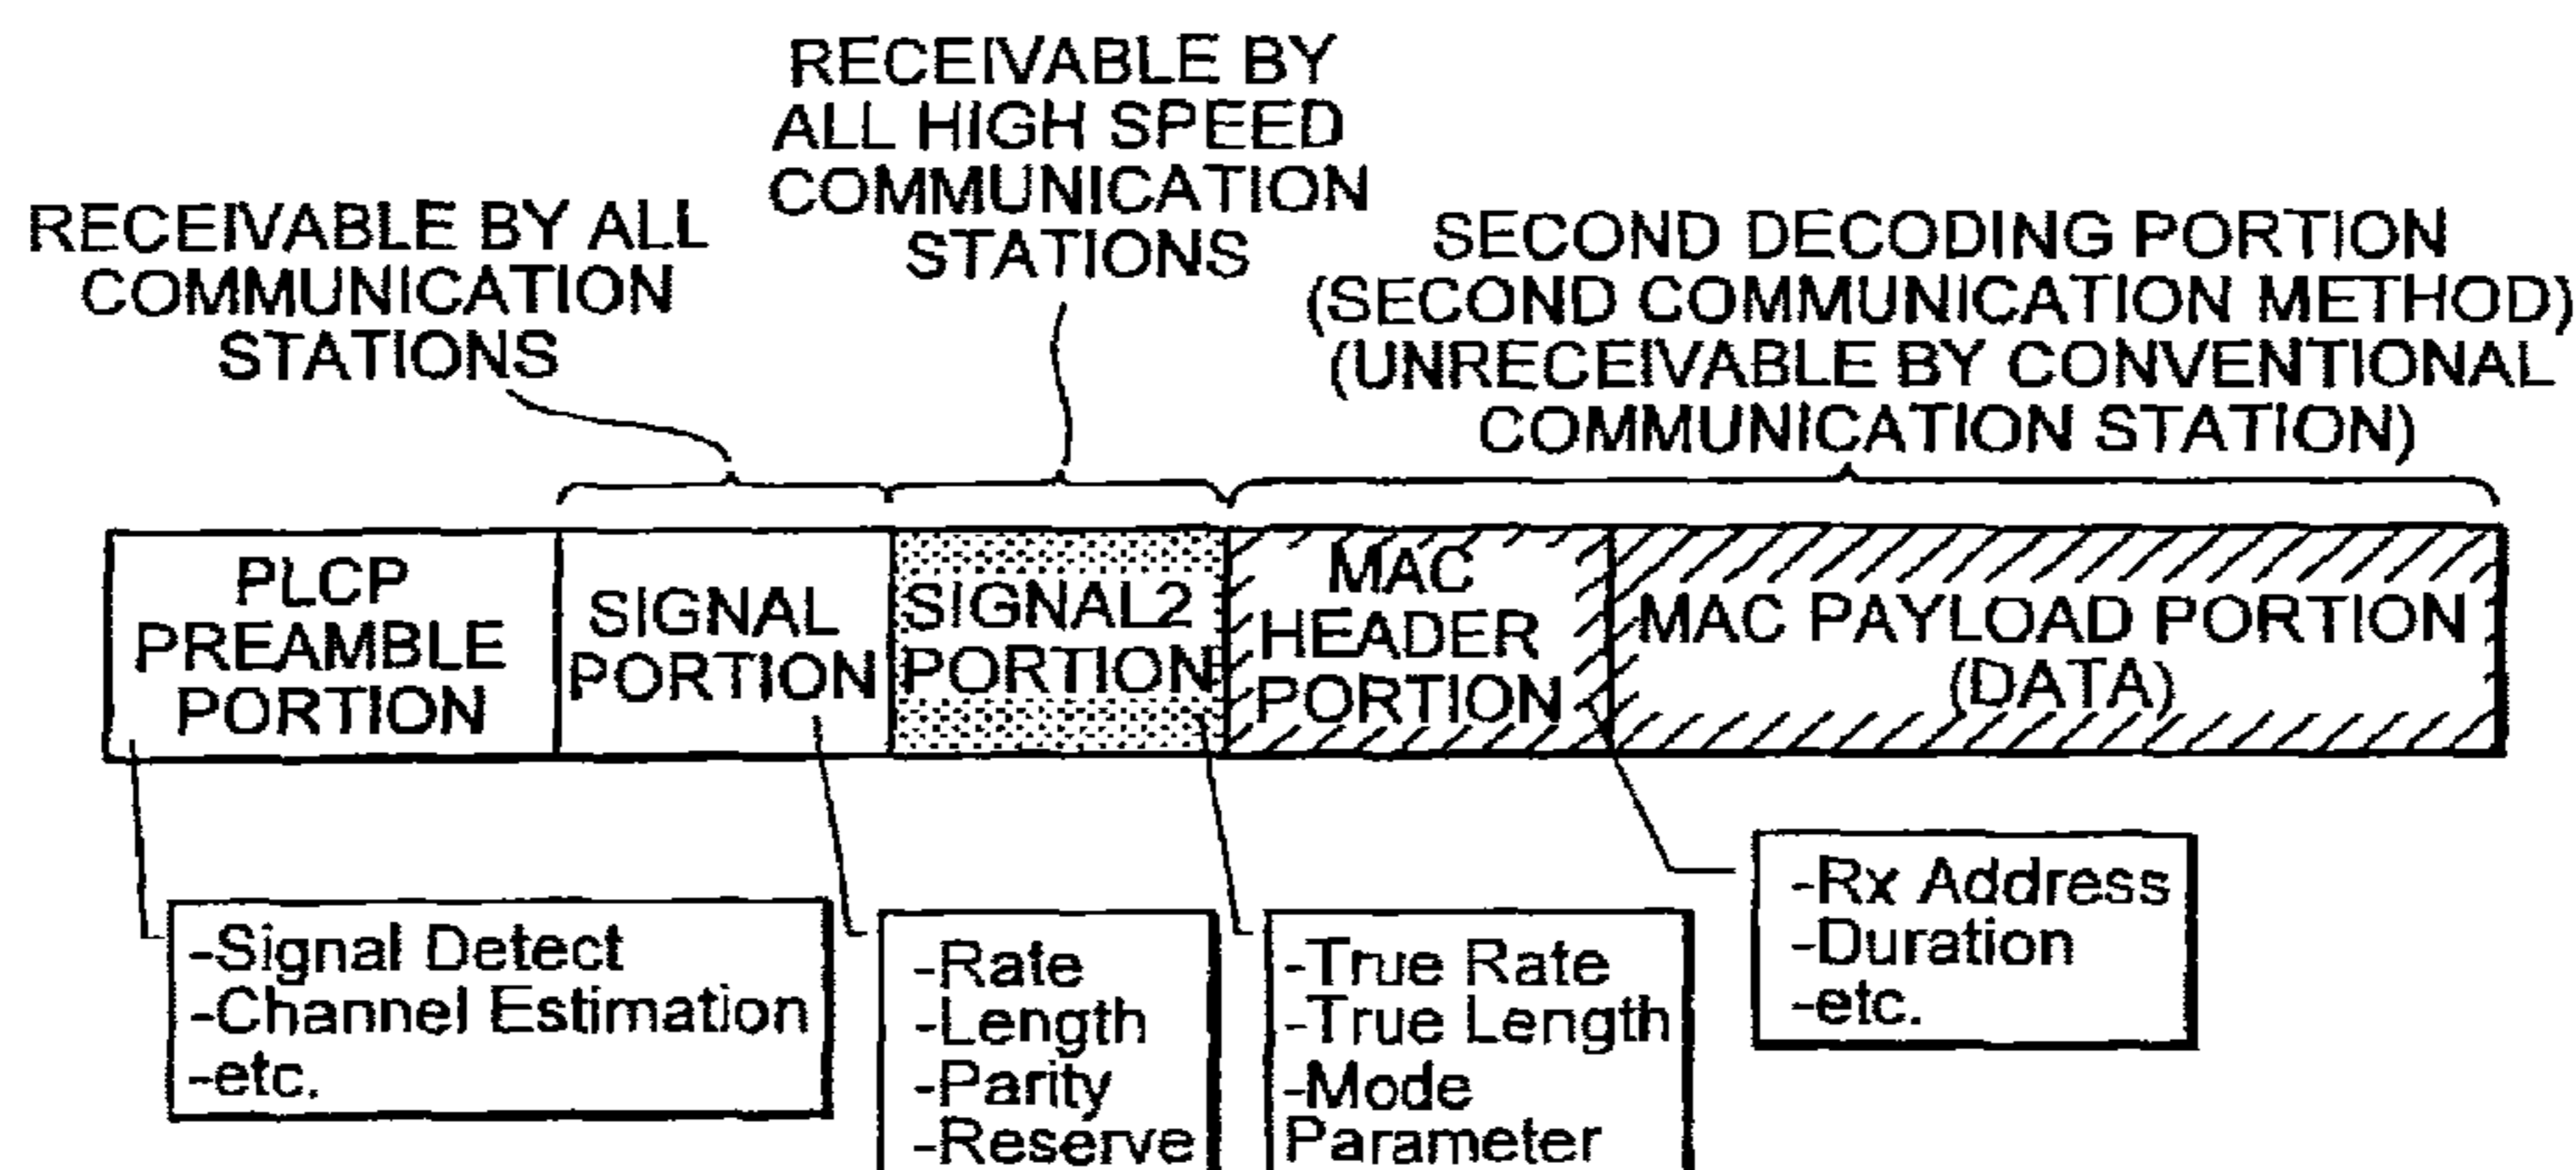 RECEIVABLE BY ALL
COMMUNICATION
STATIONS
RECEIVABLE BY
ALL HIGH SPEED
COMMUNICATION
STATIONS
SECOND DECODING PORTION
(SECOND COMMUNICATION METHOD)
(UNRECEIVABLE BY CONVENTIONAL
COMMUNICATION STATION)
PLCP
PREAMBLE
PORTION
SIGNAL
PORTION
SIGNAL2
PORTION
MAC
HEADER
PORTION
MAC PAYLOAD PORTION
(DATA)
-Signal Detect
-Channel Estimation
-etc.
-Rate
-Length
-Parity
-Reserve
-True Rate
-True Length
-Mode
Parameter
-Rx Address
-Duration
-etc.